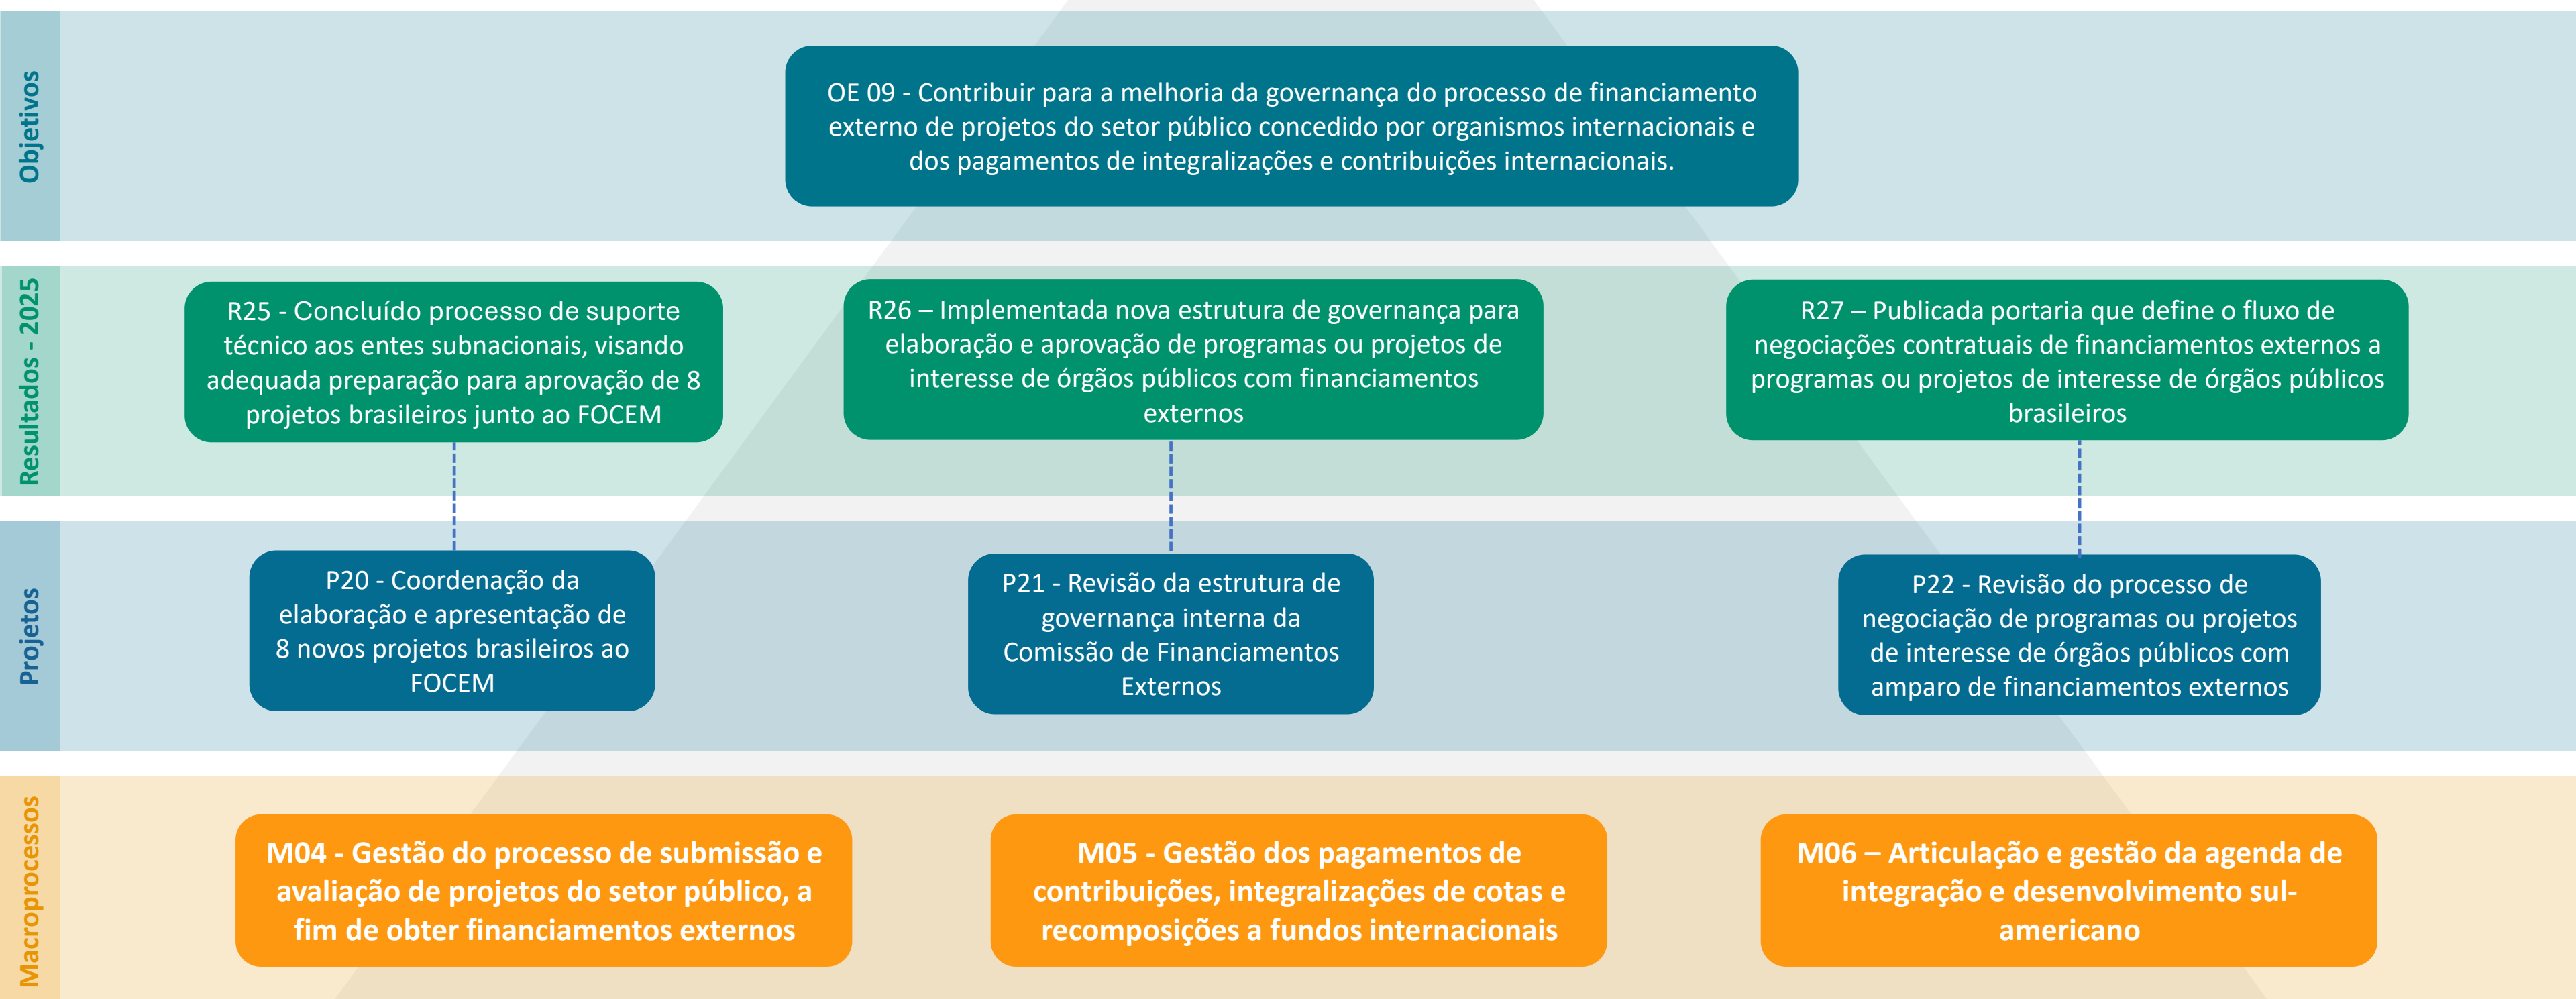 Objetivos
OE 09 - Contribuir para a melhoria da governança do processo de financiamento
externo de projetos do setor público concedido por organismos internacionais e
dos pagamentos de integralizações e contribuições internacionais.
Resultados - 2025
R25 - Concluído processo de suporte
técnico aos entes subnacionais, visando
adequada preparação para aprovação de 8
projetos brasileiros junto ao FOCEM
R26 – Implementada nova estrutura de governança para
elaboração e aprovação de programas ou projetos de
interesse de órgãos públicos com financiamentos
externos
R27 – Publicada portaria que define o fluxo de
negociações contratuais de financiamentos externos a
programas ou projetos de interesse de órgãos públicos
brasileiros
Projetos
P20 - Coordenação da
elaboração e apresentação de
8 novos projetos brasileiros ao
FOCEM
P21 - Revisão da estrutura de
governança interna da
Comissão de Financiamentos
Externos
P22 - Revisão do processo de
negociação de programas ou projetos
de interesse de órgãos públicos com
amparo de financiamentos externos
Macroprocessos
M04 - Gestão do processo de submissão e
avaliação de projetos do setor público, a
fim de obter financiamentos externos
M05 - Gestão dos pagamentos de
contribuições, integralizações de cotas e
recomposições a fundos internacionais
M06 – Articulação e gestão da agenda de
integração e desenvolvimento sul-
americano